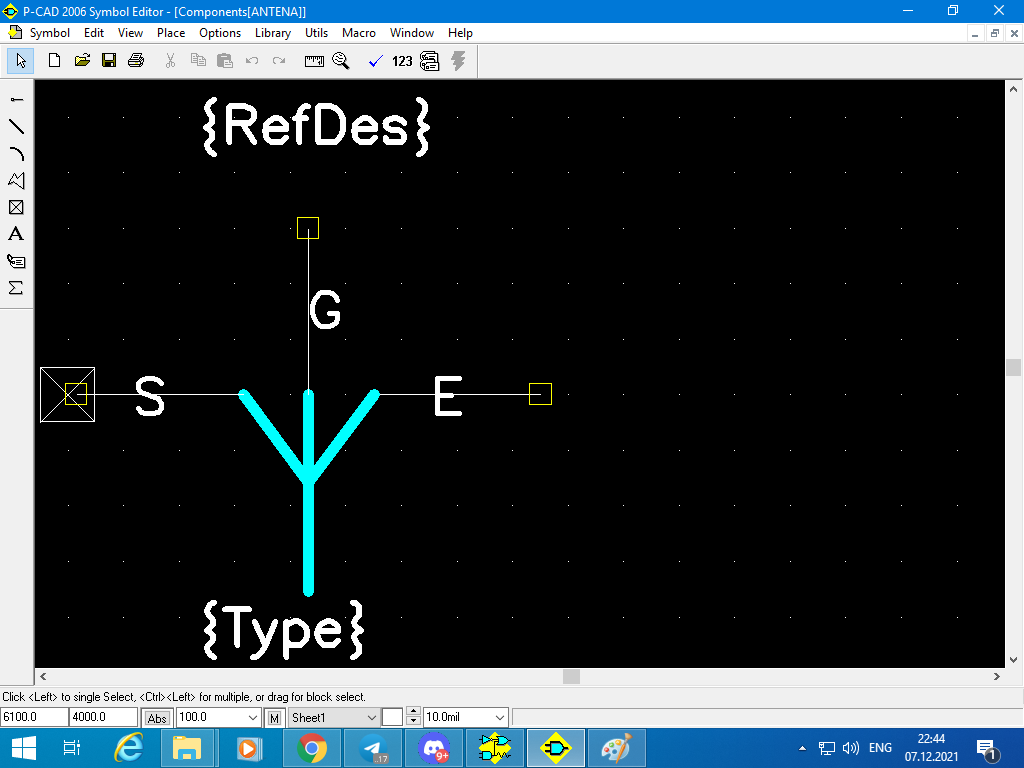 P-CAD 2006 Symbol Editor - [Components[ANTENA]]
Symbol Edit View Place Options Library Utils Macro Window Help
123
{RefDes}
G
S E
{Type}
A
Click <Left> to single Select, <Ctrl><Left> for multiple, or drag for block select.
6100.0 4000.0 Abs 100.0 M Sheet1 10.0mil
17 9+ ENG 22:44 07.12.2021 1